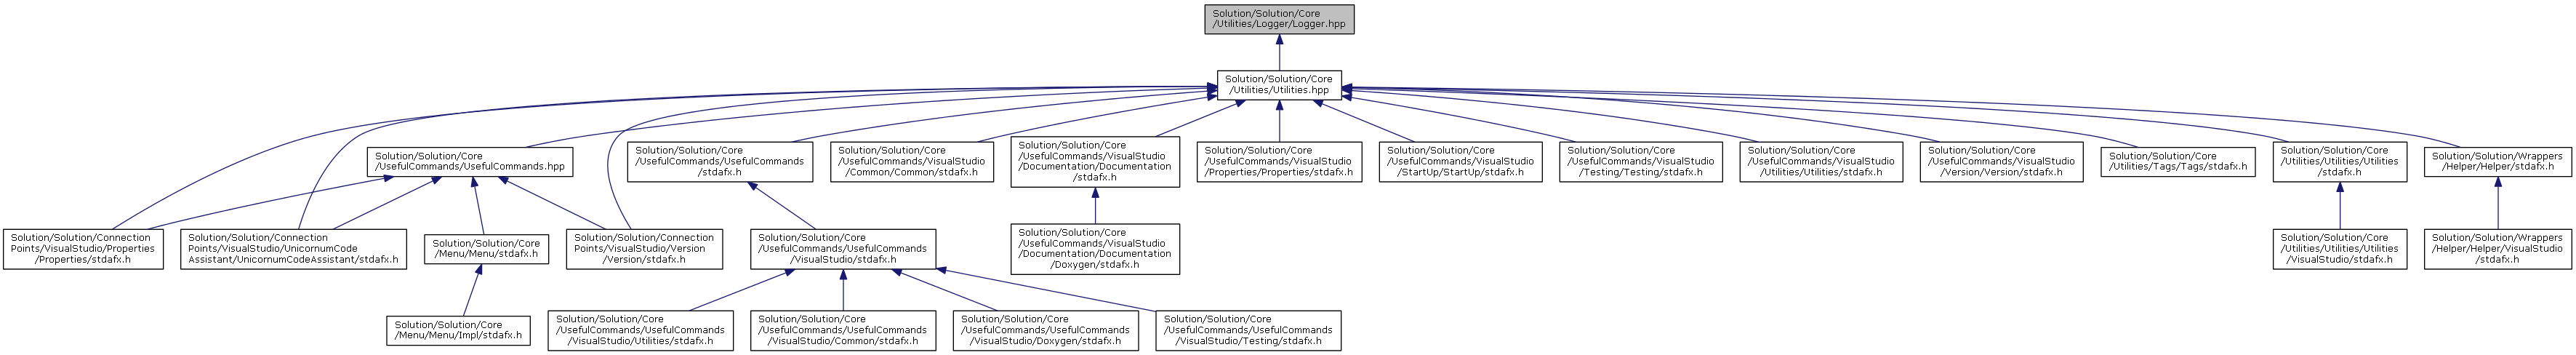 Solution/Solution/Core
/Utilities/Logger/Logger.hpp
Solution/Solution/Core
/Utilities/Utilities.hpp
Solution/Solution/Core
/UsefulCommands/UsefulCommands.hpp
Solution/Solution/Core
/UsefulCommands/UsefulCommands
/stdafx.h
Solution/Solution/Core
/UsefulCommands/VisualStudio
/Common/Common/stdafx.h
Solution/Solution/Core
/UsefulCommands/VisualStudio
/Documentation/Documentation
/stdafx.h
Solution/Solution/Core
/UsefulCommands/VisualStudio
/Properties/Properties/stdafx.h
Solution/Solution/Core
/UsefulCommands/VisualStudio
/StartUp/StartUp/stdafx.h
Solution/Solution/Core
/UsefulCommands/VisualStudio
/Testing/Testing/stdafx.h
Solution/Solution/Core
/UsefulCommands/VisualStudio
/Utilities/Utilities/stdafx.h
Solution/Solution/Core
/UsefulCommands/VisualStudio
/Version/Version/stdafx.h
Solution/Solution/Core
/Utilities/Tags/Tags/stdafx.h
Solution/Solution/Core
/Utilities/Utilities/Utilities
/stdafx.h
Solution/Solution/Wrappers
/Helper/Helper/stdafx.h
Solution/Solution/Connection
Points/VisualStudio/Properties
/Properties/stdafx.h
Solution/Solution/Connection
Points/VisualStudio/UnicornumCode
Assistant/UnicornumCodeAssistant/stdafx.h
Solution/Solution/Core
/Menu/Menu/stdafx.h
Solution/Solution/Connection
Points/VisualStudio/Version
/Version/stdafx.h
Solution/Solution/Core
/UsefulCommands/UsefulCommands
/VisualStudio/stdafx.h
Solution/Solution/Core
/UsefulCommands/VisualStudio
/Documentation/Documentation
/Doxygen/stdafx.h
Solution/Solution/Core
/Utilities/Utilities/Utilities
/VisualStudio/stdafx.h
Solution/Solution/Wrappers
/Helper/Helper/VisualStudio
/stdafx.h
Solution/Solution/Core
/Menu/Menu/Impl/stdafx.h
Solution/Solution/Core
/UsefulCommands/UsefulCommands
/VisualStudio/Utilities/stdafx.h
Solution/Solution/Core
/UsefulCommands/UsefulCommands
/VisualStudio/Common/stdafx.h
Solution/Solution/Core
/UsefulCommands/UsefulCommands
/VisualStudio/Doxygen/stdafx.h
Solution/Solution/Core
/UsefulCommands/UsefulCommands
/VisualStudio/Testing/stdafx.h